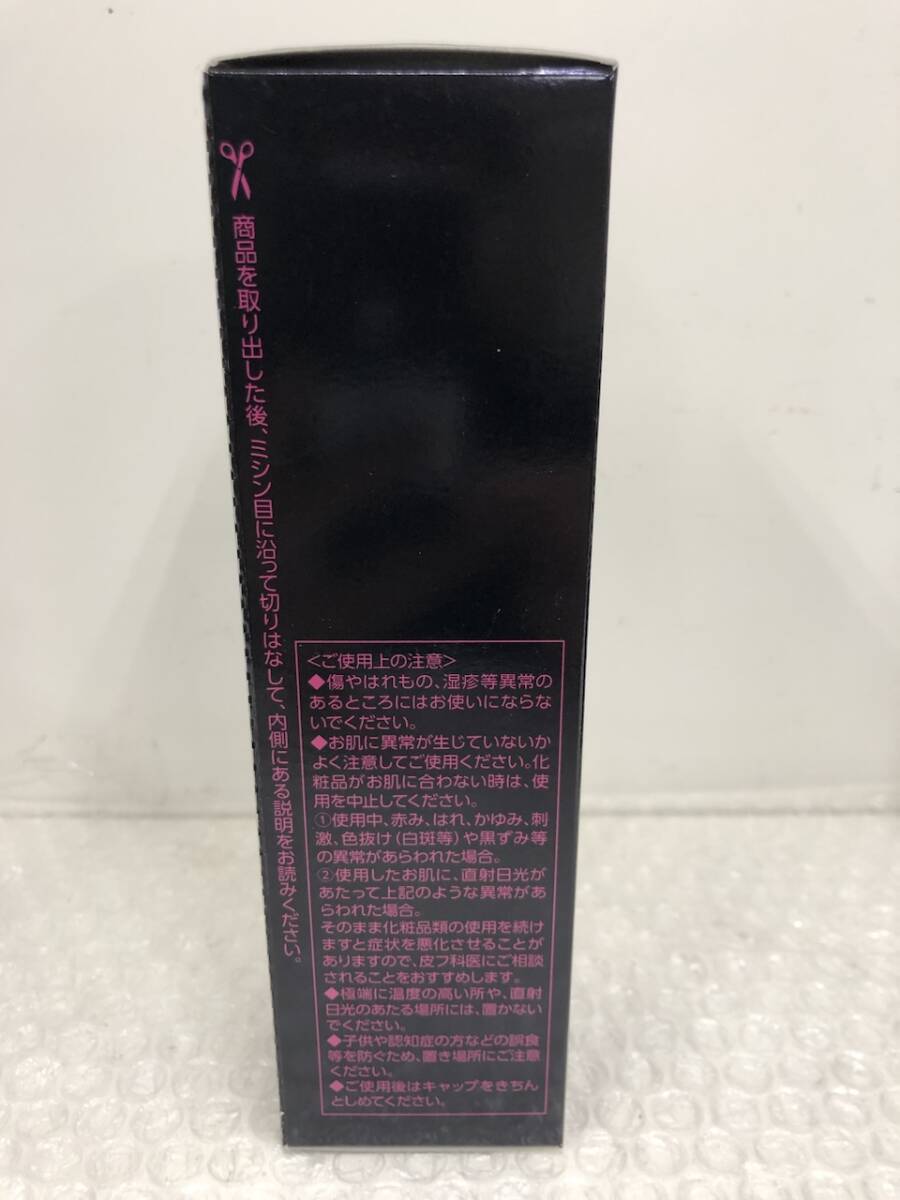 商品を取り出した後、ミシン目に沿って切りはなして、内側にある説明をお読みください。
<ご使用上の注意>
◆傷やはれもの、湿疹等異常の
あるところにはお使いにならな
いでください。
◆お肌に異常が生じていないか
よく注意してご使用ください。化
粧品がお肌に合わない時は、使
用を中止してください。
①使用中、赤み、はれ、かゆみ、刺
激、色抜け(白斑等)や黒ずみ等
の異常があらわれた場合。
②使用したお肌に、直射日光が
あたって上記のような異常があ
らわれた場合。
そのまま化粧品類の使用を続け
ますと症状を悪化させることが
ありますので、皮フ科医にご相談
されることをおすすめします。
◆極端に温度の高い所や、直射
日光のあたる場所には、置かない
でください。
◆子供や認知症の方などの誤食
等を防ぐため、置き場所にご注意
ください。
◆ご使用後はキャップをきちん
としめてください。